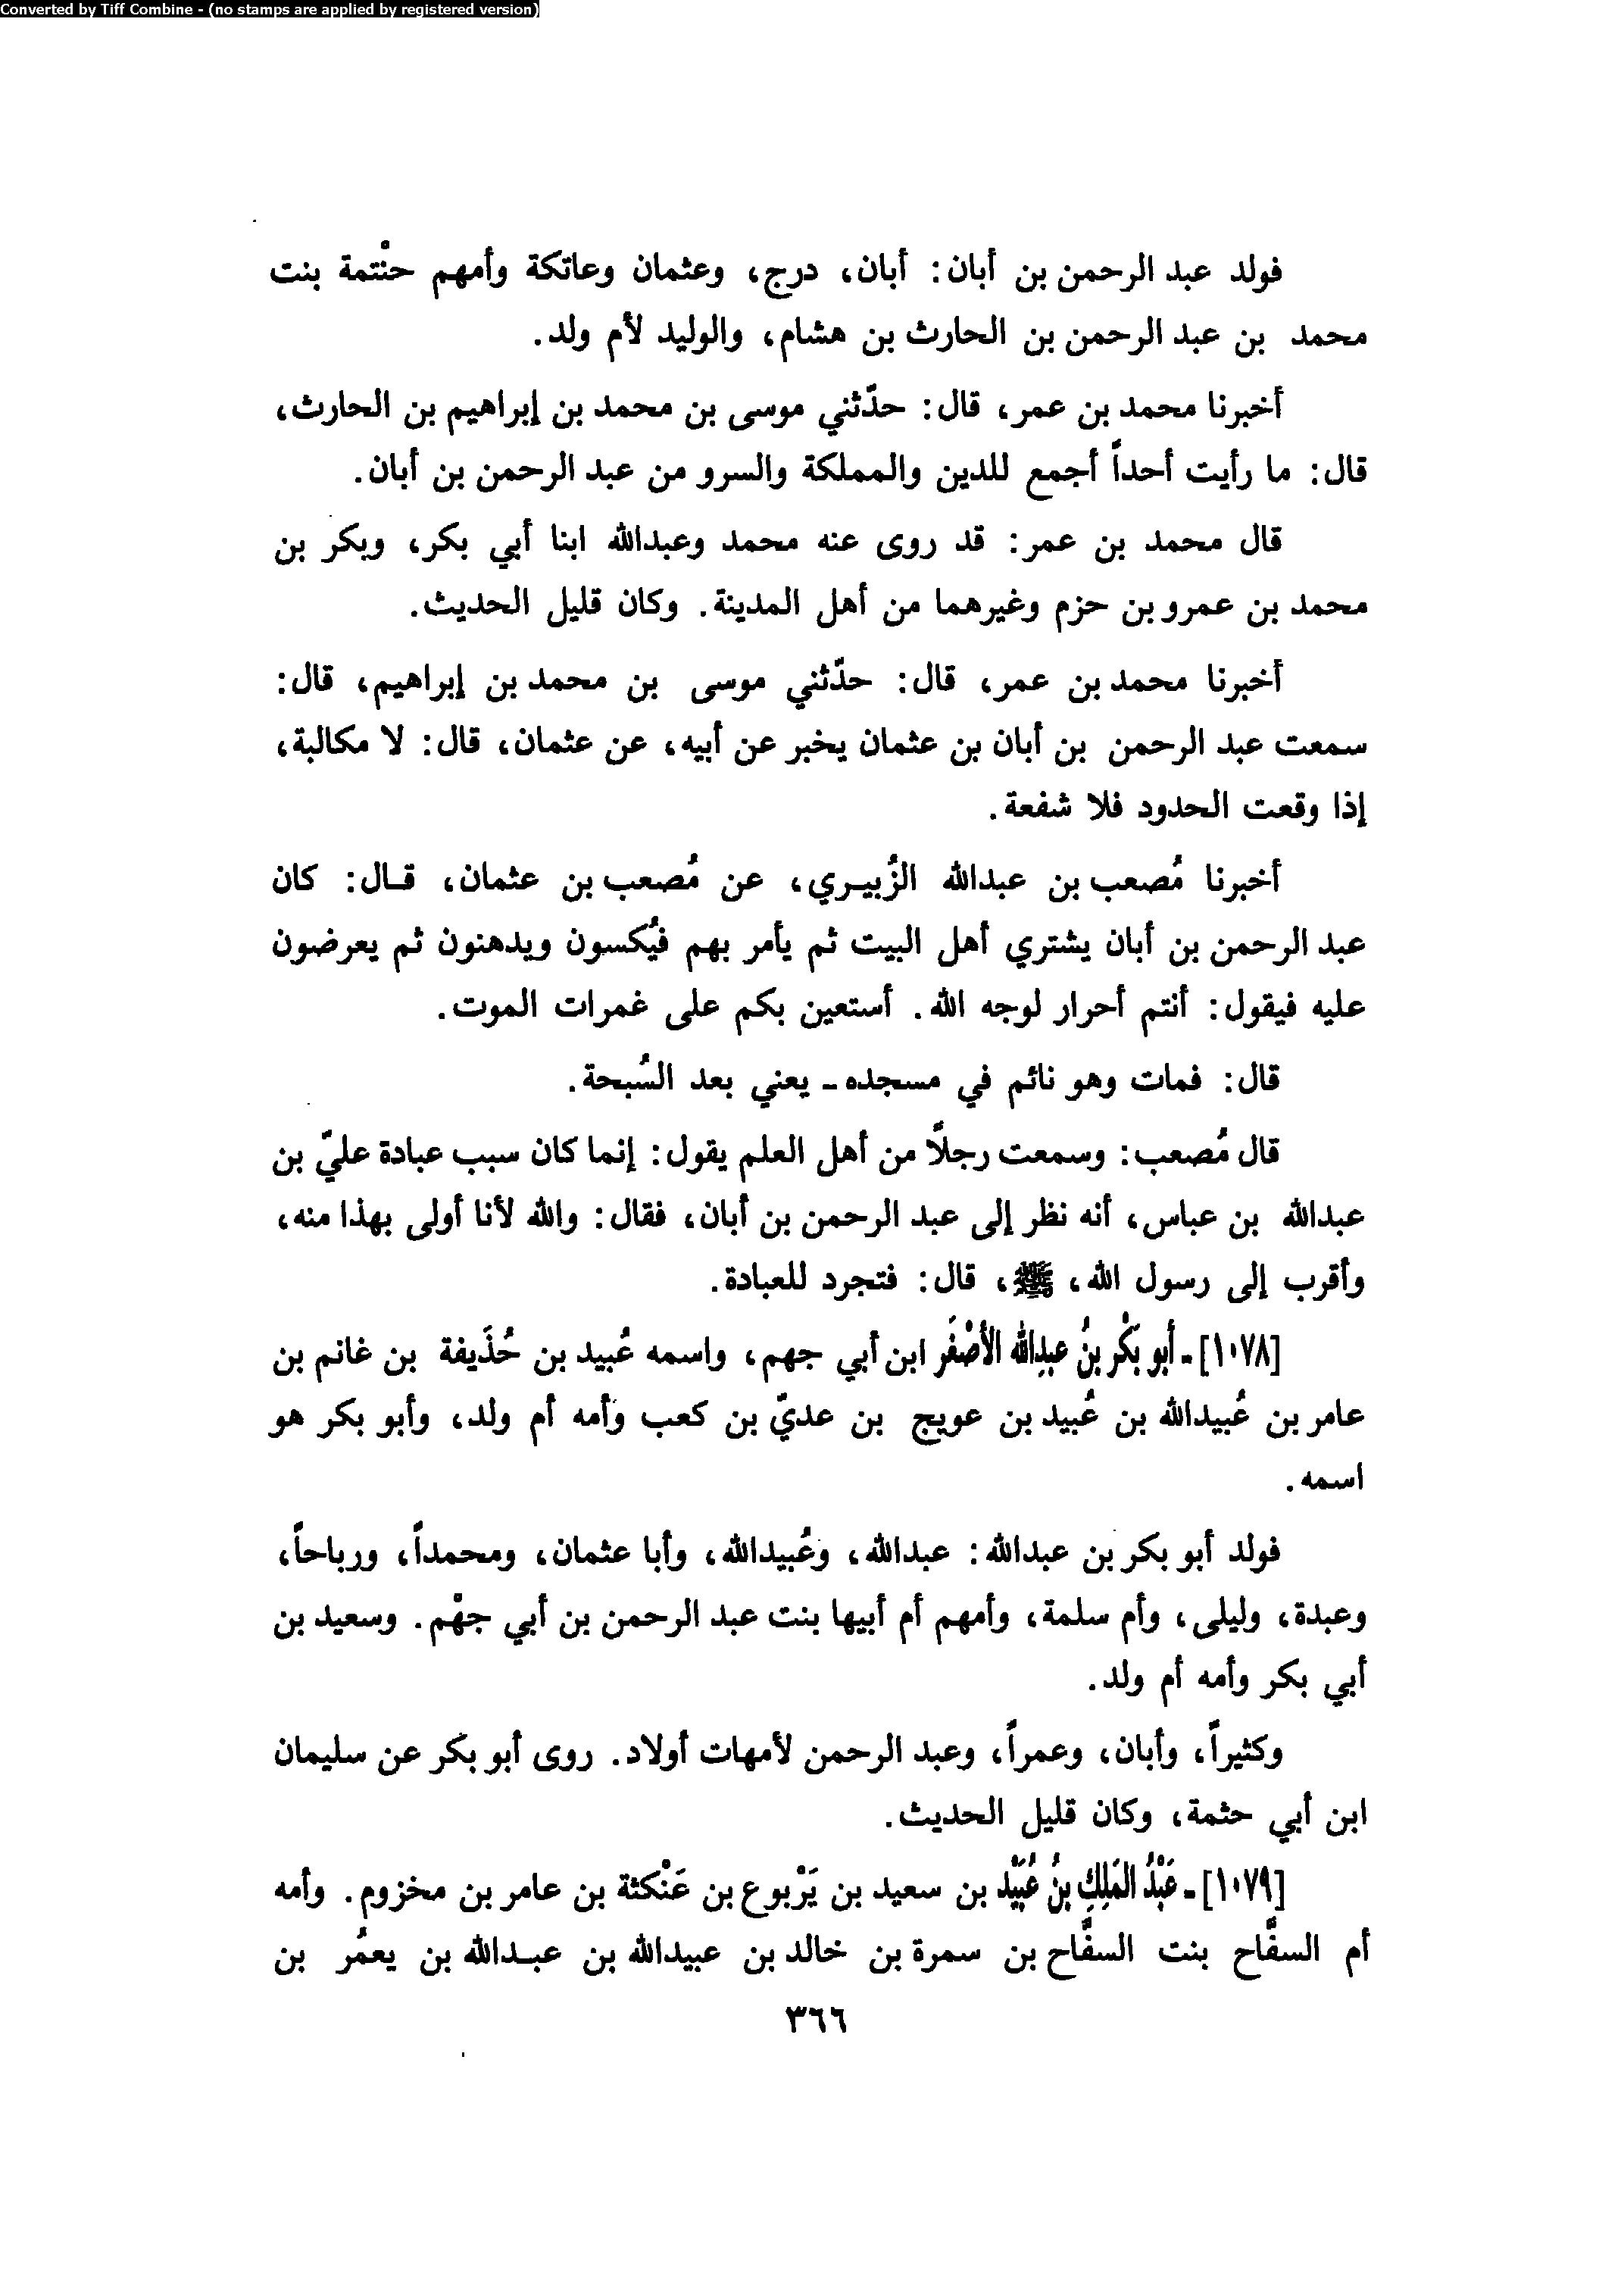 Converted by Tiff Combine - (no stamps are applied by registered version)
فولد عبد الرحمن بن أبان: أبان، درج، وعثمان وعاتكة وأمهم حنْتمة بنت
محمد بن عبد الرحمن بن الحارث بن هشام، والوليد لأم ولد.
أخبرنا محمد بن عمر، قال: حدّثني موسى بن محمد بن إبراهيم بن الحارث،
قال: ما رأيت أحداً أجمع للدين والمملكة والسرو من عبد الرحمن بن أبان.
قال محمد بن عمر: قد روى عنه محمد وعبدالله ابنا أبي بكر، وبكر بن
محمد بن عمرو بن حزم وغيرهما من أهل المدينة. وكان قليل الحديث.
أخبرنا محمد بن عمر، قال: حدّثني موسى بن محمد بن إبراهيم، قال:
سمعت عبد الرحمن بن أبان بن عثمان يخبر عن أبيه، عن عثمان، قال: لا مكالبة،
إذا وقعت الحدود فلا شفعة.
أخبرنا مُصعب بن عبدالله الزُبيري، عن مُصعب بن عثمان، قال: كان
عبد الرحمن بن أبان يشتري أهل البيت ثم يأمر بهم فيُكسون ويدهنون ثم يعرضون
عليه فيقول: أنتم أحرار لوجه الله. أستعين بكم على غمرات الموت.
قال: فمات وهو نائم في مسجده ـ يعني بعد السُبحة.
قال مُصعب: وسمعت رجلاً من أهل العلم يقول: إنما كان سبب عبادة عليّ بن
عبدالله بن عباس، أنه نظر إلى عبد الرحمن بن أبان، فقال: والله لأنا أولى بهذا منه،
وأقرب إلى رسول الله، ﷺ، قال: فتجرد للعبادة.
[١٠٧٨] ـ أَبو بَكْر بنُ عبدِالله الأَصْفَر ابن أبي جهم، واسمه عُبيد بن حُذَيفة بن غانم بن
عامر بن عُبيدالله بن عُبيد بن عويج بن عديّ بن كعب وأمه أم ولد، وأبو بكر هو
اسمه.
فولد أبو بكر بن عبدالله: عبدالله، وعُبيدالله، وأبا عثمان، ومحمداً، ورباحاً،
وعبدة، وليلى، وأم سلمة، وأمهم أم أبيها بنت عبد الرحمن بن أبي جهْم. وسعيد بن
أبي بكر وأمه أم ولد.
وكثيراً، وأبان، وعمراً، وعبد الرحمن لأمهات أولاد. روى أبو بكر عن سليمان
ابن أبي حثمة، وكان قليل الحديث.
[١٠٧٩] ـ عَبْدُ المَلِكِ بنُ عُبَيْد بن سعيد بن يَرْبوع بن عَنْكثة بن عامر بن مخزوم. وأمه
أم السفَّاح بنت السفَّاح بن سمرة بن خالد بن عبيدالله بن عبدالله بن يعمُر بن
٣٦٦